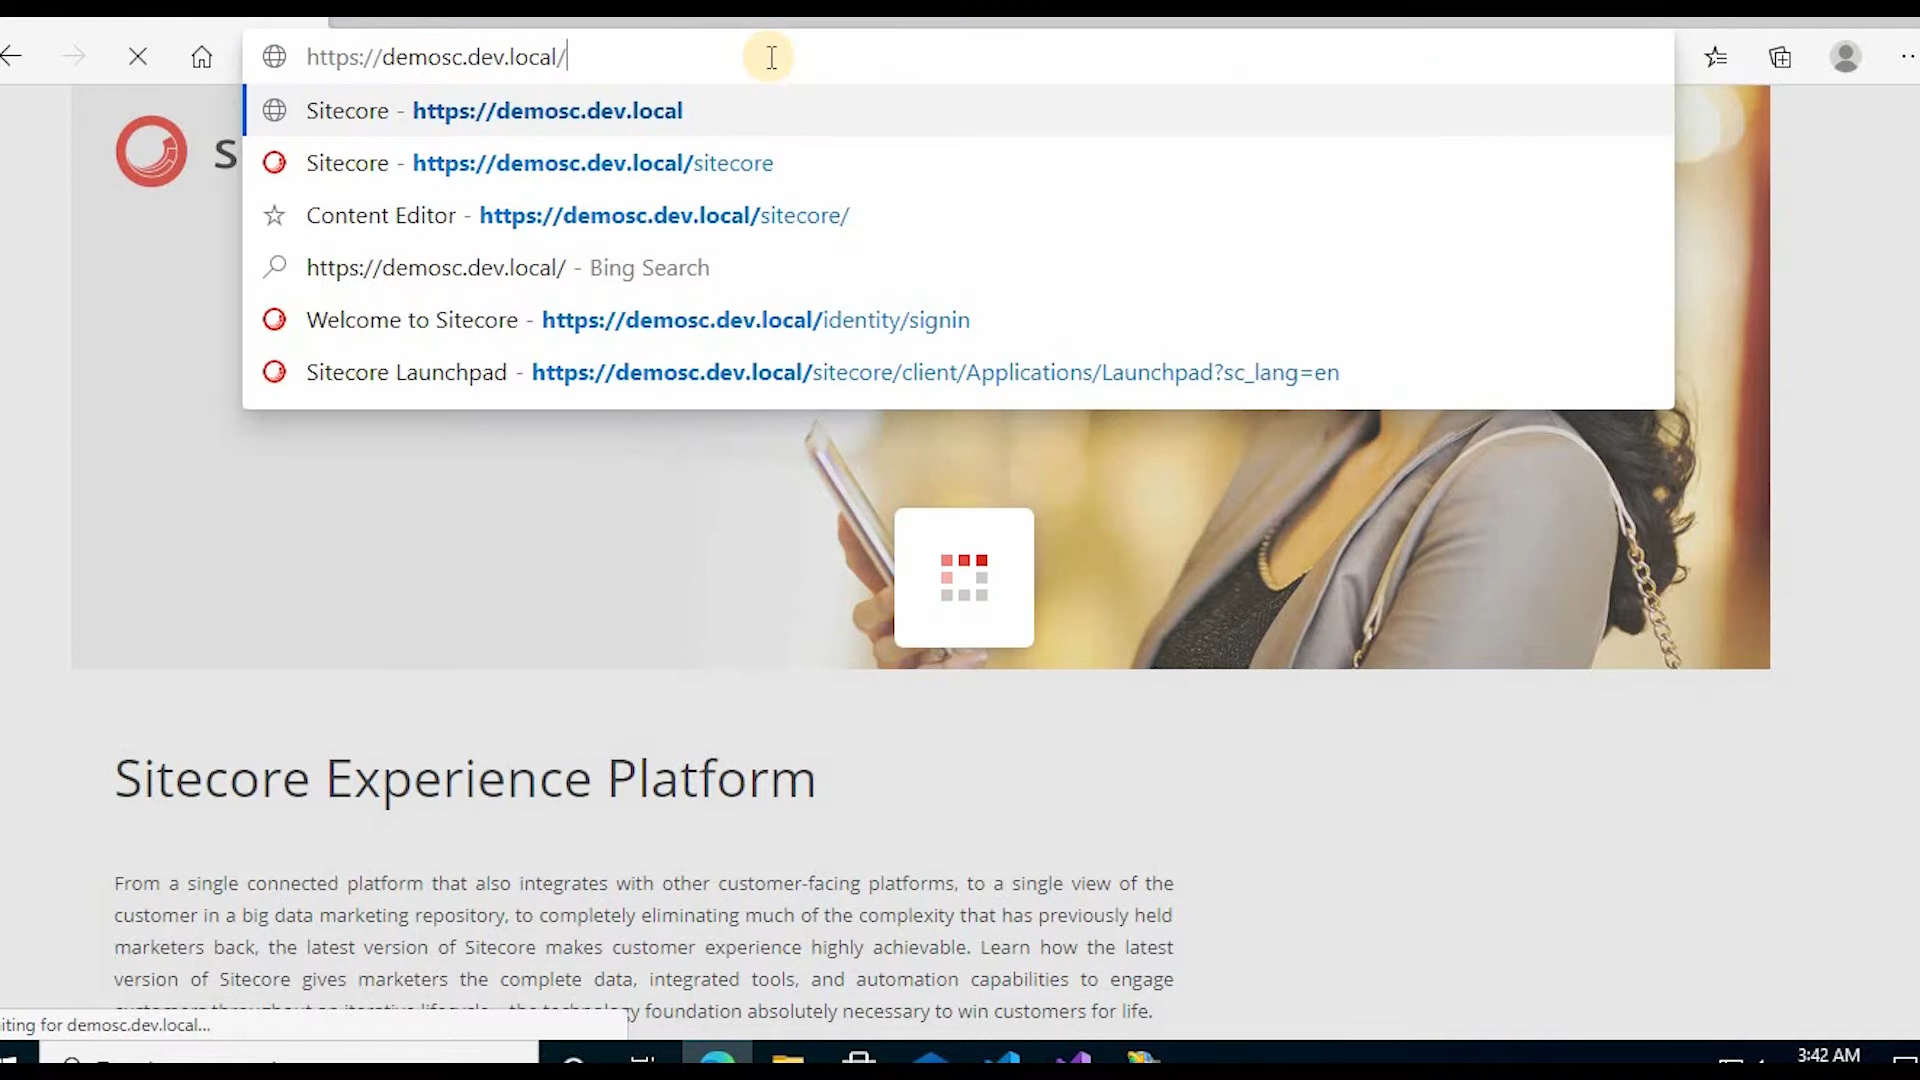 https://demosc.dev.local/
Sitecore - https://demosc.dev.local
S
Sitecore - https://demosc.dev.local/sitecore
Content Editor - https://demosc.dev.local/sitecore/
https://demosc.dev.local/ - Bing Search
Welcome to Sitecore - https://demosc.dev.local/identity/signin
Sitecore Launchpad - https://demosc.dev.local/sitecore/client/Applications/Launchpad?sc_lang=en
Sitecore Experience Platform
From a single connected platform that also integrates with other customer-facing platforms, to a single view of the
customer in a big data marketing repository, to completely eliminating much of the complexity that has previously held
marketers back, the latest version of Sitecore makes customer experience highly achievable. Learn how the latest
version of Sitecore gives marketers the complete data, integrated tools, and automation capabilities to engage
foundation absolutely necessary to win customers for life.
iting for demosc.dev.local...
3:42 AM